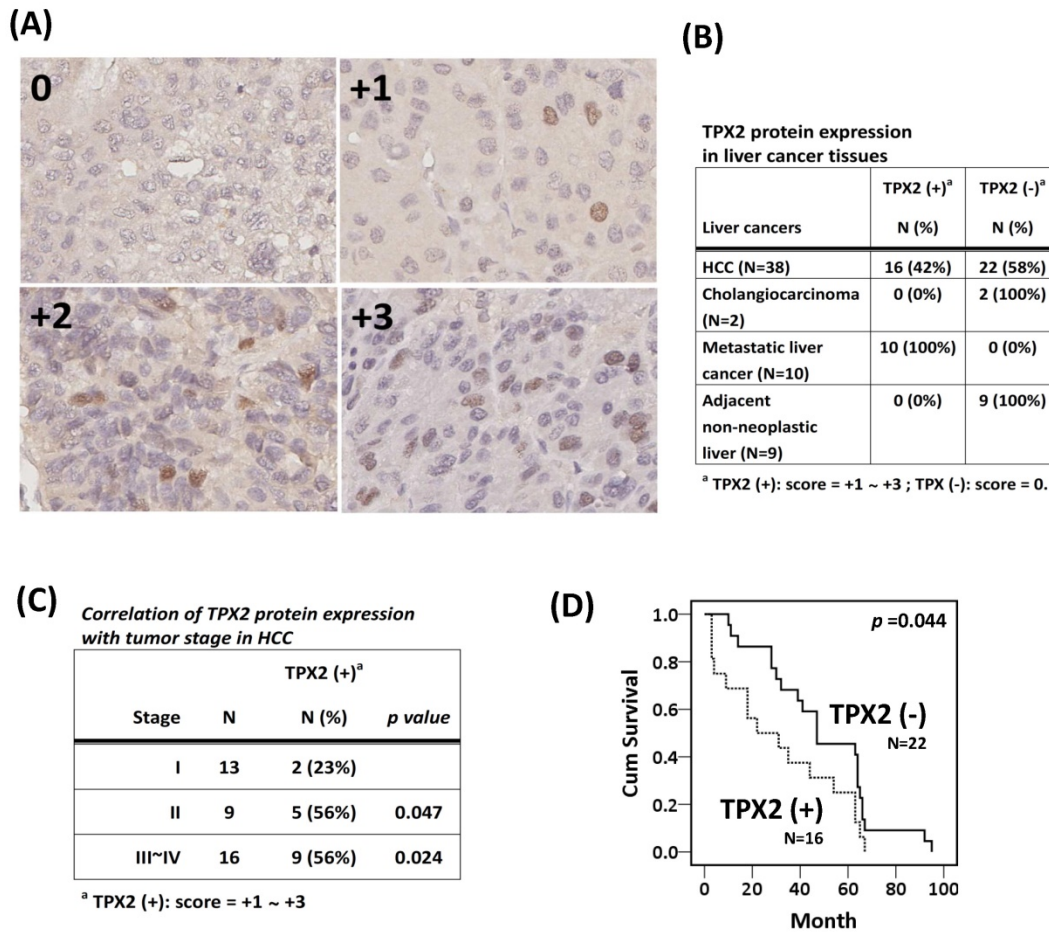 (A)
0
+1
+2
+3
(B)
TPX2 protein expression
in liver cancer tissues
Liver cancers
TPX2 (+)ᵃ
N (%)
TPX2 (-)ᵃ
N (%)
HCC (N=38) 16 (42%) 22 (58%)
Cholangiocarcinoma 0 (0%) 2 (100%)
(N=2)
Metastatic liver 10 (100%) 0 (0%)
cancer (N=10)
Adjacent 0 (0%) 9 (100%)
non-neoplastic
liver (N=9)
ᵃ TPX2 (+): score = +1 ~ +3 ; TPX (-): score = 0.
(C)
Correlation of TPX2 protein expression
with tumor stage in HCC
TPX2 (+)ᵃ
Stage N N (%) p value
I 13 2 (23%)
II 9 5 (56%) 0.047
III~IV 16 9 (56%) 0.024
ᵃ TPX2 (+): score = +1 ~ +3
(D)
p =0.044
TPX2 (-)
N=22
TPX2 (+)
N=16
Cum Survival
1.0
0.8
0.6
0.4
0.2
0.0
0 20 40 60 80 100
Month